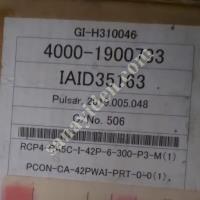 GI-H310046
4000-1900733
IAID35163
Pulsar, 2019.005.048
G.No. 506
RCP4-SA5C-I-42P-6-300-P3-M(1)
PCON-CA-42PWAI-PRT-0-0(1)